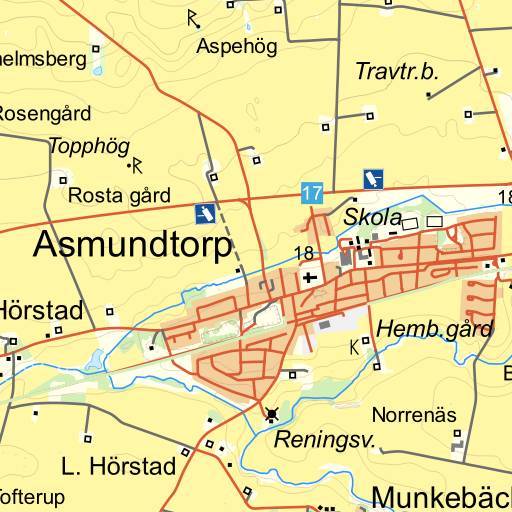 Aspehög
elmsberg
Travtr.b.
Rosengård
Topphög
R
R
Rosta gård
17
18
Skola
Asmundtorp
18
Hörstad
Hemb.gård
K
Norrenäs
Reningsv.
L. Hörstad
Tofterup
Munkebäc